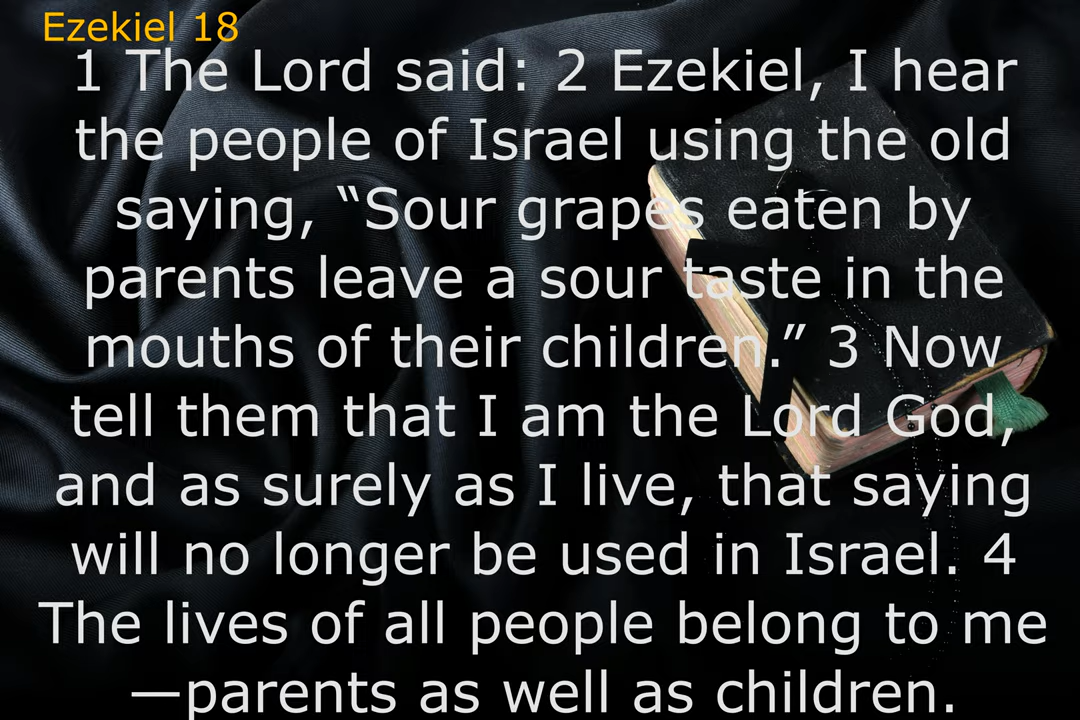 Ezekiel 18
1 The Lord said: 2 Ezekiel, I hear
the people of Israel using the old
saying, “Sour grapes eaten by
parents leave a sour taste in the
mouths of their children.” 3 Now
tell them that I am the Lord God,
and as surely as I live, that saying
will no longer be used in Israel. 4
The lives of all people belong to me
—parents as well as children.